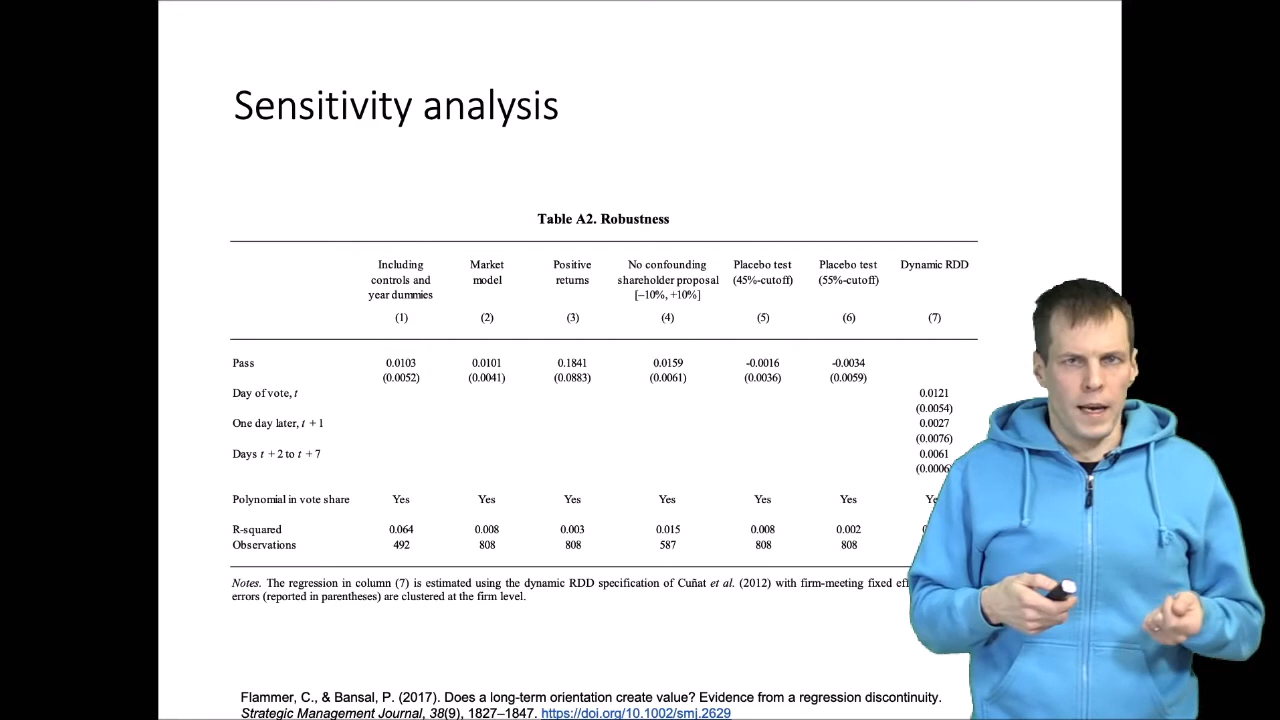 Sensitivity analysis
Table A2. Robustness
Including controls and year dummies Market model Positive returns No confounding shareholder proposal [–10%, +10%] Placebo test (45%-cutoff) Placebo test (55%-cutoff) Dynamic RDD
(1) (2) (3) (4) (5) (6) (7)
Pass 0.0103 0.0101 0.1841 0.0159 -0.0016 -0.0034
(0.0052) (0.0041) (0.0883) (0.0061) (0.0036) (0.0059)
Day of vote, t 0.0121
(0.0054)
One day later, t + 1 0.0027
(0.0076)
Days t + 2 to t + 7 0.0061
(0.0006
Polynomial in vote share Yes Yes Yes Yes Yes Yes
R-squared 0.064 0.008 0.003 0.015 0.008 0.002
Observations 492 808 808 587 808 808
Notes. The regression in column (7) is estimated using the dynamic RDD specification of Cuñat et al. (2012) with firm-meeting fixed
errors (reported in parentheses) are clustered at the firm level.
Flammer, C., & Bansal, P. (2017). Does a long-term orientation create value? Evidence from a regression discontinuity.
Strategic Management Journal, 38(9), 1827–1847. https://doi.org/10.1002/smj.2629